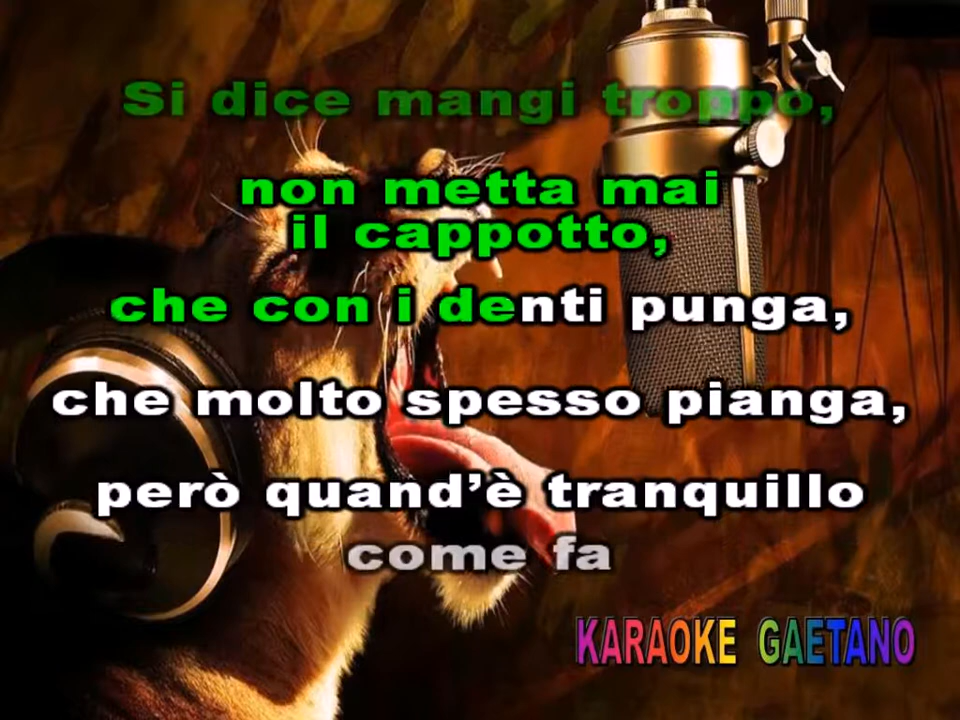 Si dice mangi troppo,
non metta mai
il cappotto,
che con i denti punga,
che molto spesso pianga,
però quand’è tranquillo
come fa
KARAOKE GAETANO